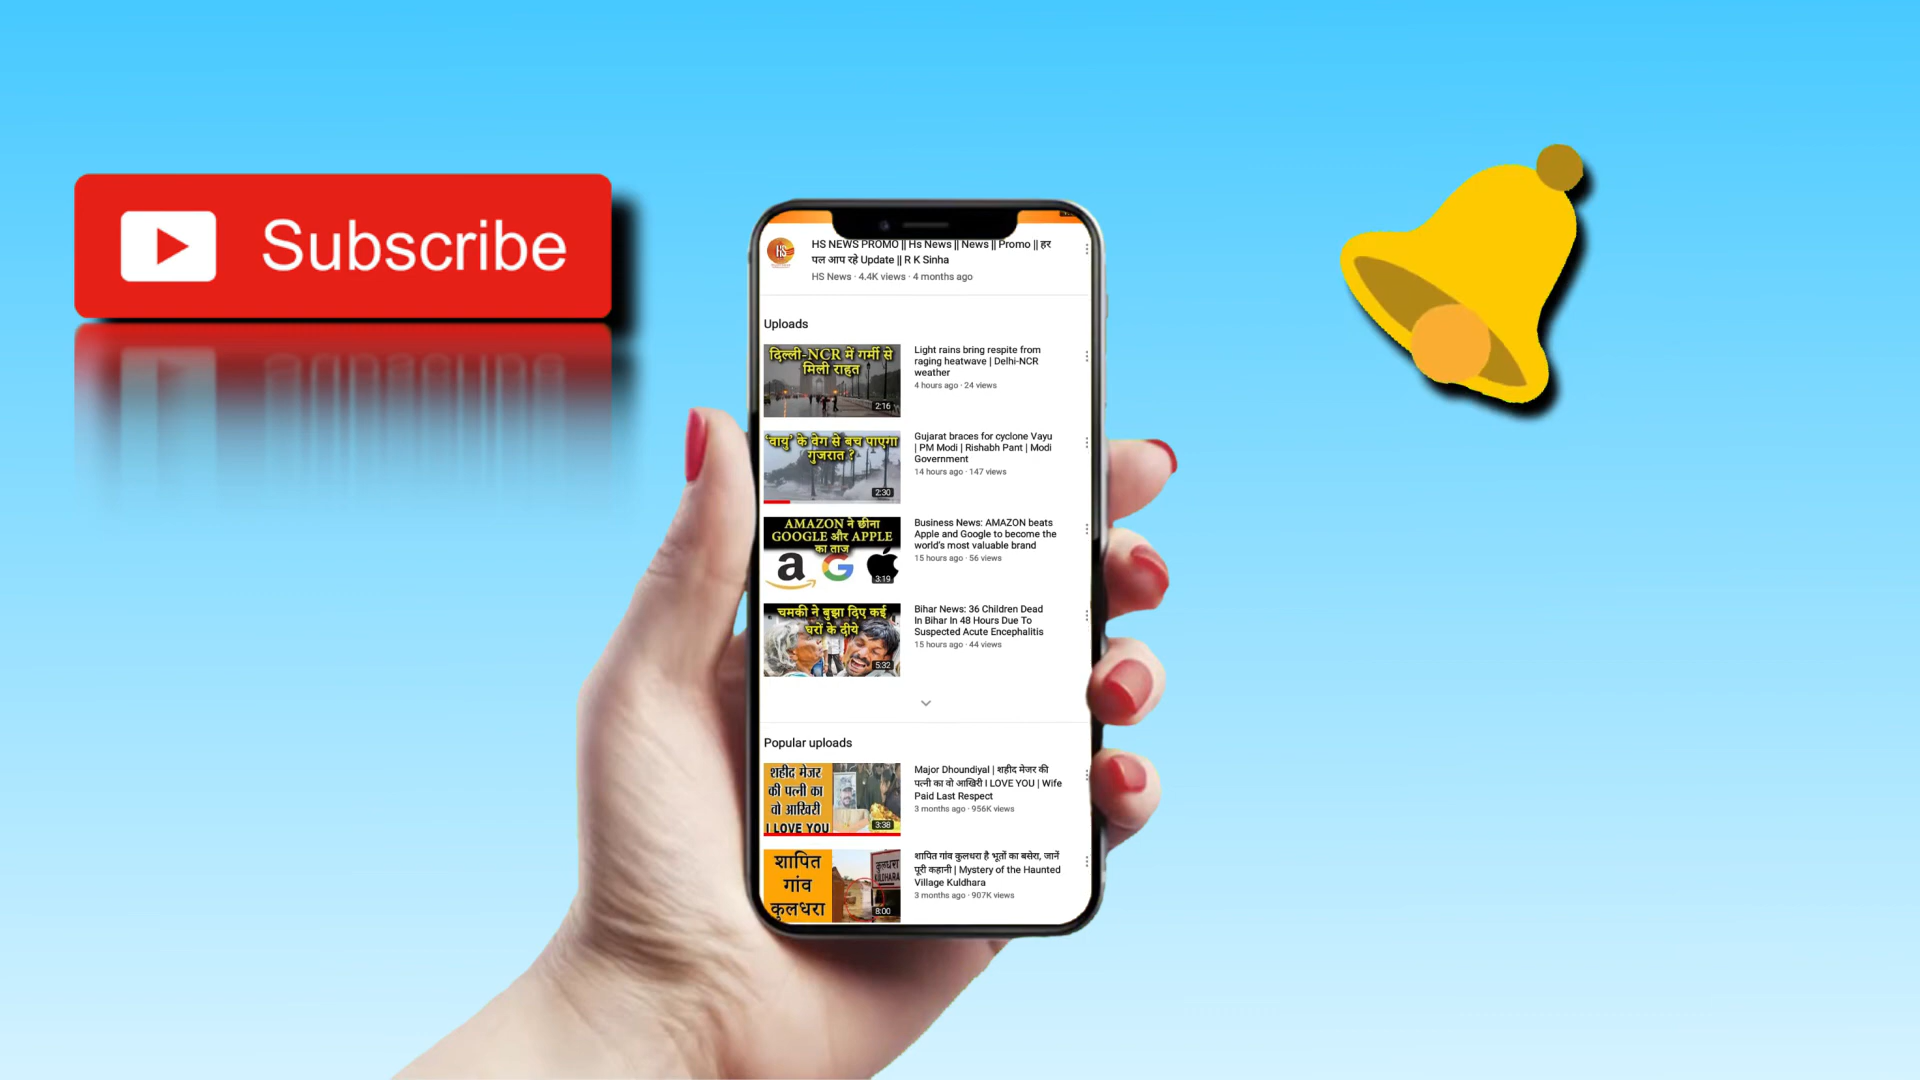 Subscribe
HS NEWS PROMO || Hs News || News || Promo || हर
पल आप रहे Update || R K Sinha
HS News · 4.4K views · 4 months ago
Uploads
दिल्ली-NCR में गर्मी से
मिली राहत
2:16
Light rains bring respite from
raging heatwave | Delhi-NCR
weather
4 hours ago · 24 views
'वायु' के वेग से बच पाएगा
गुजरात ?
2:30
Gujarat braces for cyclone Vayu
| PM Modi | Rishabh Pant | Modi
Government
14 hours ago · 147 views
AMAZON ने छीना
GOOGLE और APPLE
का ताज
3:19
Business News: AMAZON beats
Apple and Google to become the
world's most valuable brand
15 hours ago · 56 views
चमकी ने बुझा दिए कई
घरों के दीये
5:32
Bihar News: 36 Children Dead
In Bihar In 48 Hours Due To
Suspected Acute Encephalitis
15 hours ago · 44 views
Popular uploads
शहीद मेजर
की पत्नी का
वो आखिरी
I LOVE YOU
3:38
Major Dhoundiyal | शहीद मेजर की
पत्नी का वो आखिरी I LOVE YOU | Wife
Paid Last Respect
3 months ago · 956K views
शापित
गांव
कुलधरा
कुलधरा
KULDHARA
8:00
शापित गांव कुलधरा है भूतों का बसेरा, जानें
पूरी कहानी | Mystery of the Haunted
Village Kuldhara
3 months ago · 907K views